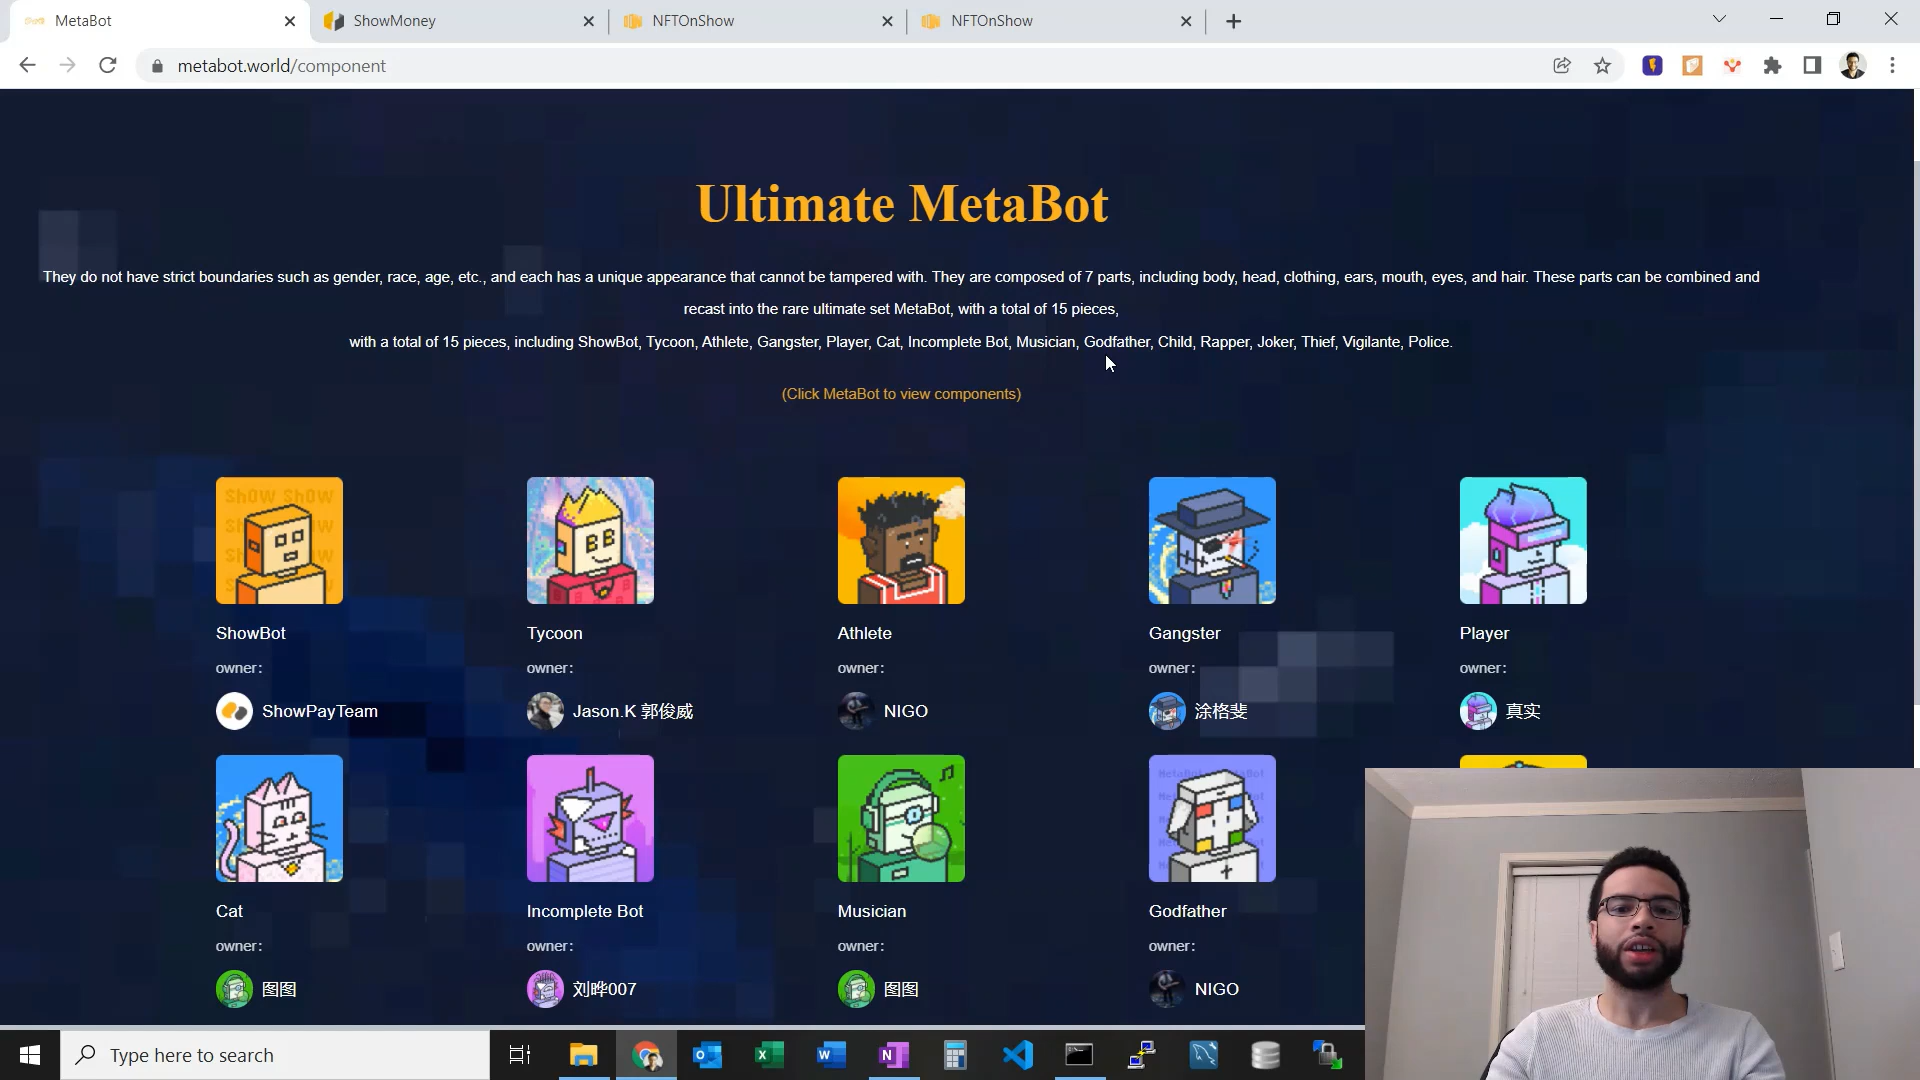 MetaBot
ShowMoney
NFTOnShow
NFTOnShow
metabot.world/component
Ultimate MetaBot
They do not have strict boundaries such as gender, race, age, etc., and each has a unique appearance that cannot be tampered with. They are composed of 7 parts, including body, head, clothing, ears, mouth, eyes, and hair. These parts can be combined and
recast into the rare ultimate set MetaBot, with a total of 15 pieces,
with a total of 15 pieces, including ShowBot, Tycoon, Athlete, Gangster, Player, Cat, Incomplete Bot, Musician, Godfather, Child, Rapper, Joker, Thief, Vigilante, Police.
(Click MetaBot to view components)
ShowBot
Tycoon
Athlete
Gangster
Player
owner:
owner:
owner:
owner:
owner:
ShowPayTeam
Jason.K 郭俊威
NIGO
涂格斐
真实
Cat
Incomplete Bot
Musician
Godfather
owner:
owner:
owner:
owner:
图图
刘晔007
图图
NIGO
Type here to search